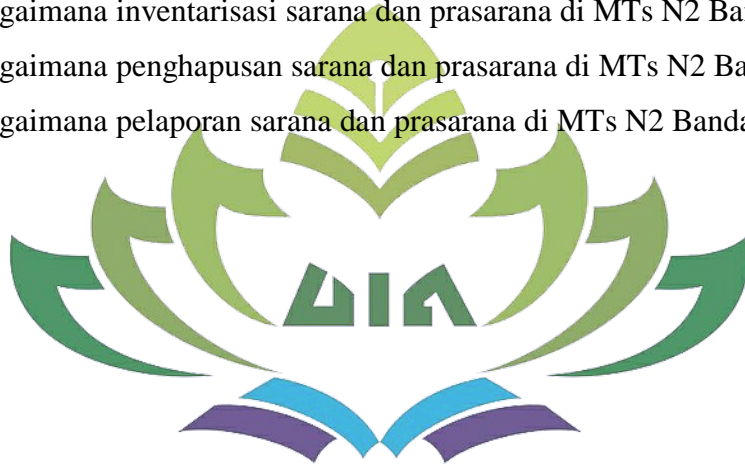 gaimana inventarisasi sarana dan prasarana di MTs N2 Ba
gaimana penghapusan sarana dan prasarana di MTs N2 Ba
gaimana pelaporan sarana dan prasarana di MTs N2 Banda